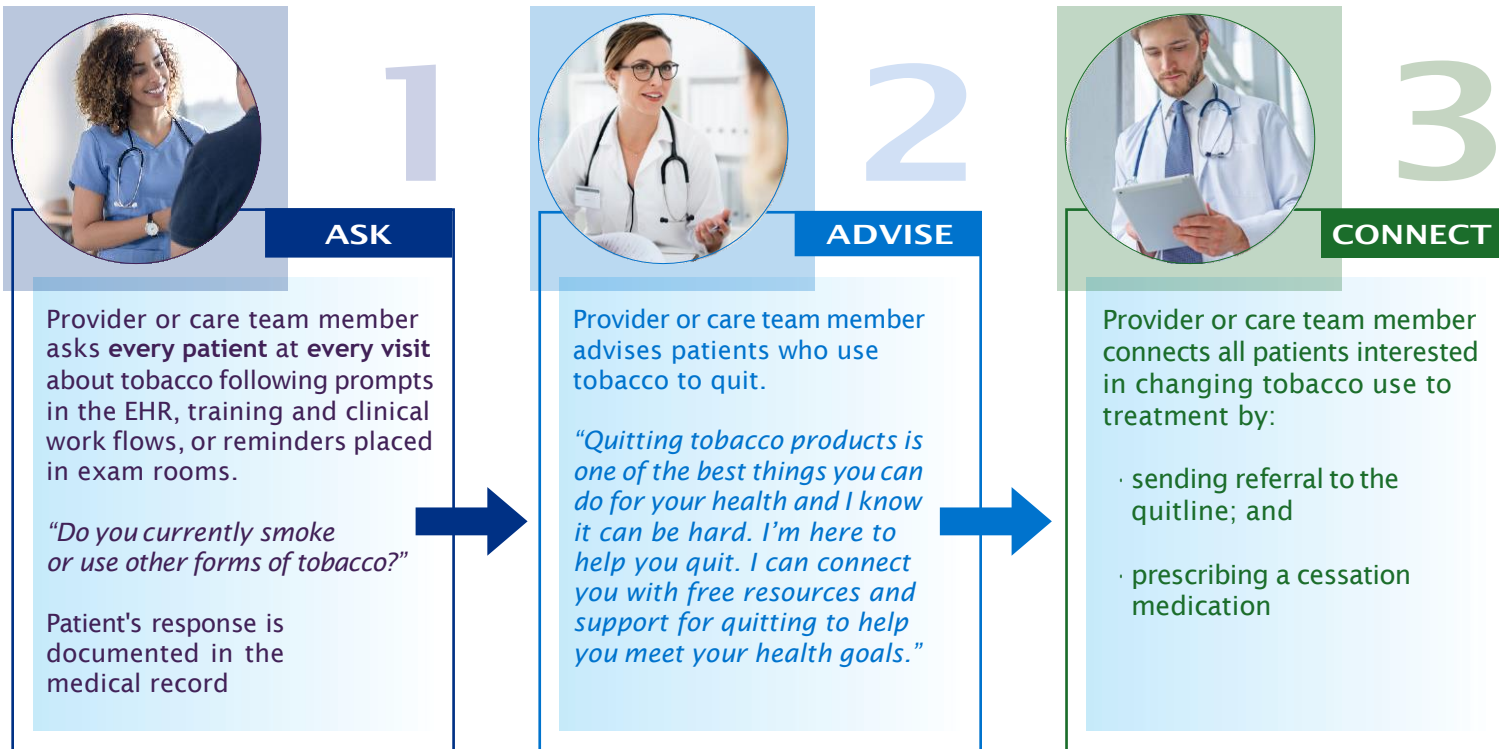 1
ASK
Provider or care team member
asks every patient at every visit
about tobacco following prompts
in the EHR, training and clinical
work flows, or reminders placed
in exam rooms.
“Do you currently smoke
or use other forms of tobacco?”
Patient's response is
documented in the
medical record
2
ADVISE
Provider or care team member
advises patients who use
tobacco to quit.
“Quitting tobacco products is
one of the best things you can
do for your health and I know
it can be hard. I’m here to
help you quit. I can connect
you with free resources and
support for quitting to help
you meet your health goals.”
3
CONNECT
Provider or care team member
connects all patients interested
in changing tobacco use to
treatment by:
· sending referral to the
quitline; and
· prescribing a cessation
medication